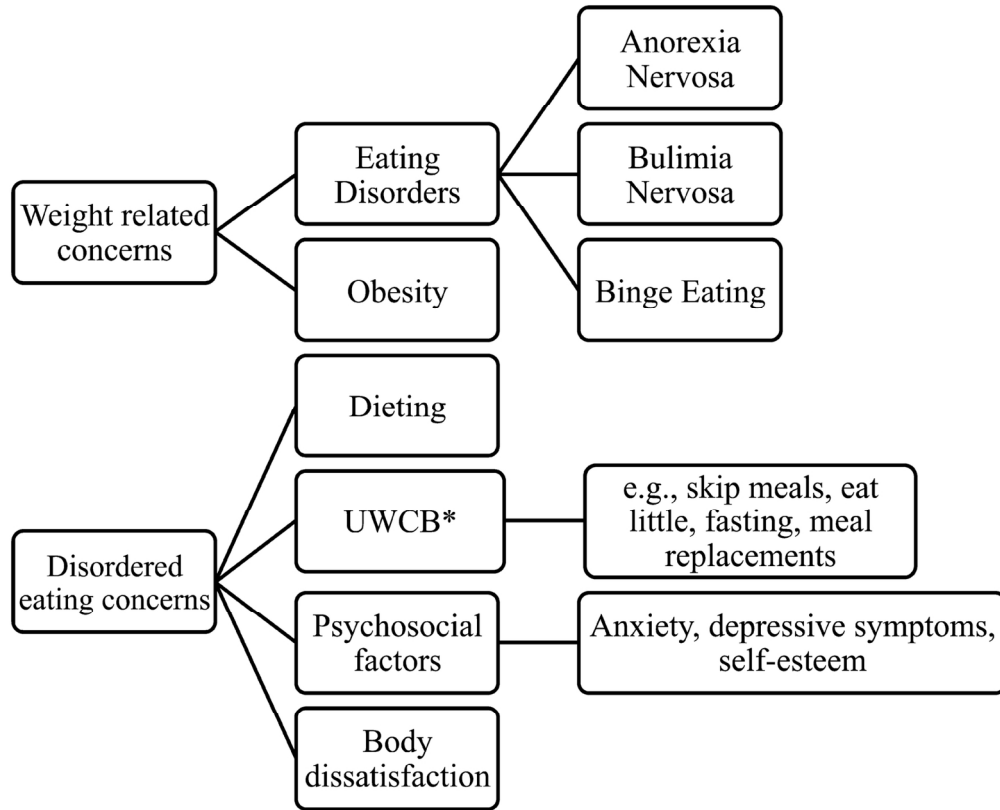 Weight related
concerns
Eating
Disorders
Anorexia
Nervosa
Bulimia
Nervosa
Binge Eating
Obesity
Disordered
eating concerns
Dieting
UWCB*
e.g., skip meals, eat
little, fasting, meal
replacements
Psychosocial
factors
Anxiety, depressive symptoms,
self-esteem
Body
dissatisfaction